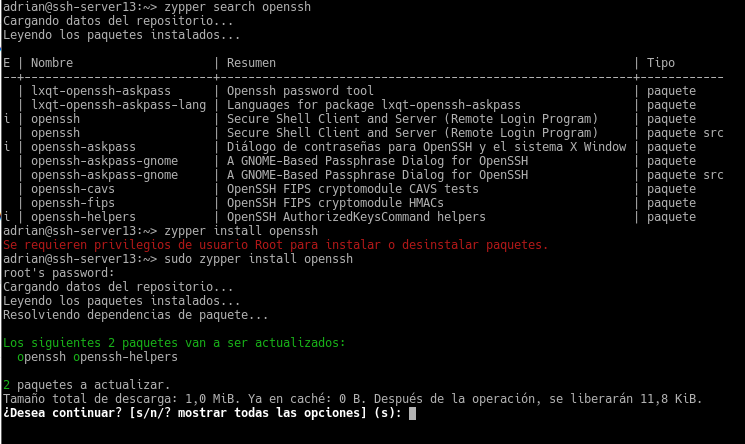 adrian@ssh-server13:~> zypper search openssh
Cargando datos del repositorio...
Leyendo los paquetes instalados...

E | Nombre                     | Resumen                                                   | Tipo
--+----------------------------+-----------------------------------------------------------+------------
  | lxqt-openssh-askpass       | Openssh password tool                                     | paquete
  | lxqt-openssh-askpass-lang  | Languages for package lxqt-openssh-askpass                | paquete
i | openssh                    | Secure Shell Client and Server (Remote Login Program)     | paquete
  | openssh                    | Secure Shell Client and Server (Remote Login Program)     | paquete src
i | openssh-askpass            | Diálogo de contraseñas para OpenSSH y el sistema X Window | paquete
  | openssh-askpass-gnome      | A GNOME-Based Passphrase Dialog for OpenSSH               | paquete
  | openssh-askpass-gnome      | A GNOME-Based Passphrase Dialog for OpenSSH               | paquete src
  | openssh-cavs               | OpenSSH FIPS cryptomodule CAVS tests                      | paquete
  | openssh-fips               | OpenSSH FIPS cryptomodule HMACs                           | paquete
i | openssh-helpers            | OpenSSH AuthorizedKeysCommand helpers                     | paquete
adrian@ssh-server13:~> zypper install openssh
Se requieren privilegios de usuario Root para instalar o desinstalar paquetes.
adrian@ssh-server13:~> sudo zypper install openssh
root's password:
Cargando datos del repositorio...
Leyendo los paquetes instalados...
Resolviendo dependencias de paquete...

Los siguientes 2 paquetes van a ser actualizados:
  openssh openssh-helpers

2 paquetes a actualizar.
Tamaño total de descarga: 1,0 MiB. Ya en caché: 0 B. Después de la operación, se liberarán 11,8 KiB.
¿Desea continuar? [s/n/? mostrar todas las opciones] (s):